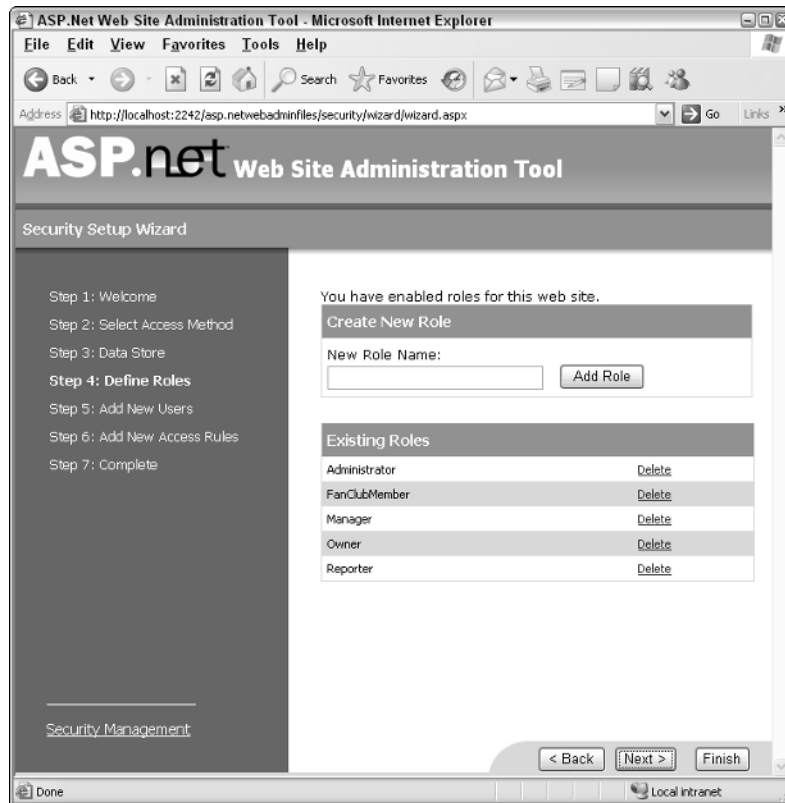 ASP.Net Web Site Administration Tool - Microsoft Internet Explorer
File Edit View Favorites Tools Help
Back Search Favorites
Address http://localhost:2242/asp.netwebadminfiles/security/wizard/wizard.aspx Go Links »
ASP.net Web Site Administration Tool
Security Setup Wizard
Step 1: Welcome
Step 2: Select Access Method
Step 3: Data Store
Step 4: Define Roles
Step 5: Add New Users
Step 6: Add New Access Rules
Step 7: Complete
Security Management
You have enabled roles for this web site.
Create New Role
New Role Name:
Add Role
Existing Roles
Administrator Delete
FanClubMember Delete
Manager Delete
Owner Delete
Reporter Delete
< Back Next > Finish
Done Local intranet